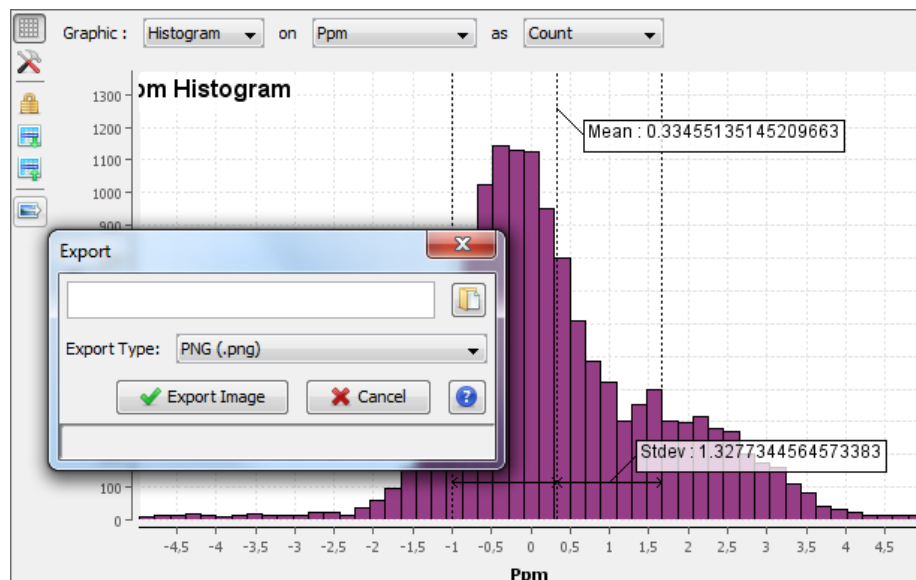 Graphic : Histogram on Ppm as Count
pm Histogram
1300
1200
1100
1000
900
Mean : 0.33455135145209663
Export
Export Type: PNG (.png)
Export Image Cancel
Stdev : 1.3277344564573383
100
0
-4,5 -4 -3,5 -3 -2,5 -2 -1,5 -1 -0,5 0 0,5 1 1,5 2 2,5 3 3,5 4 4,5
Ppm